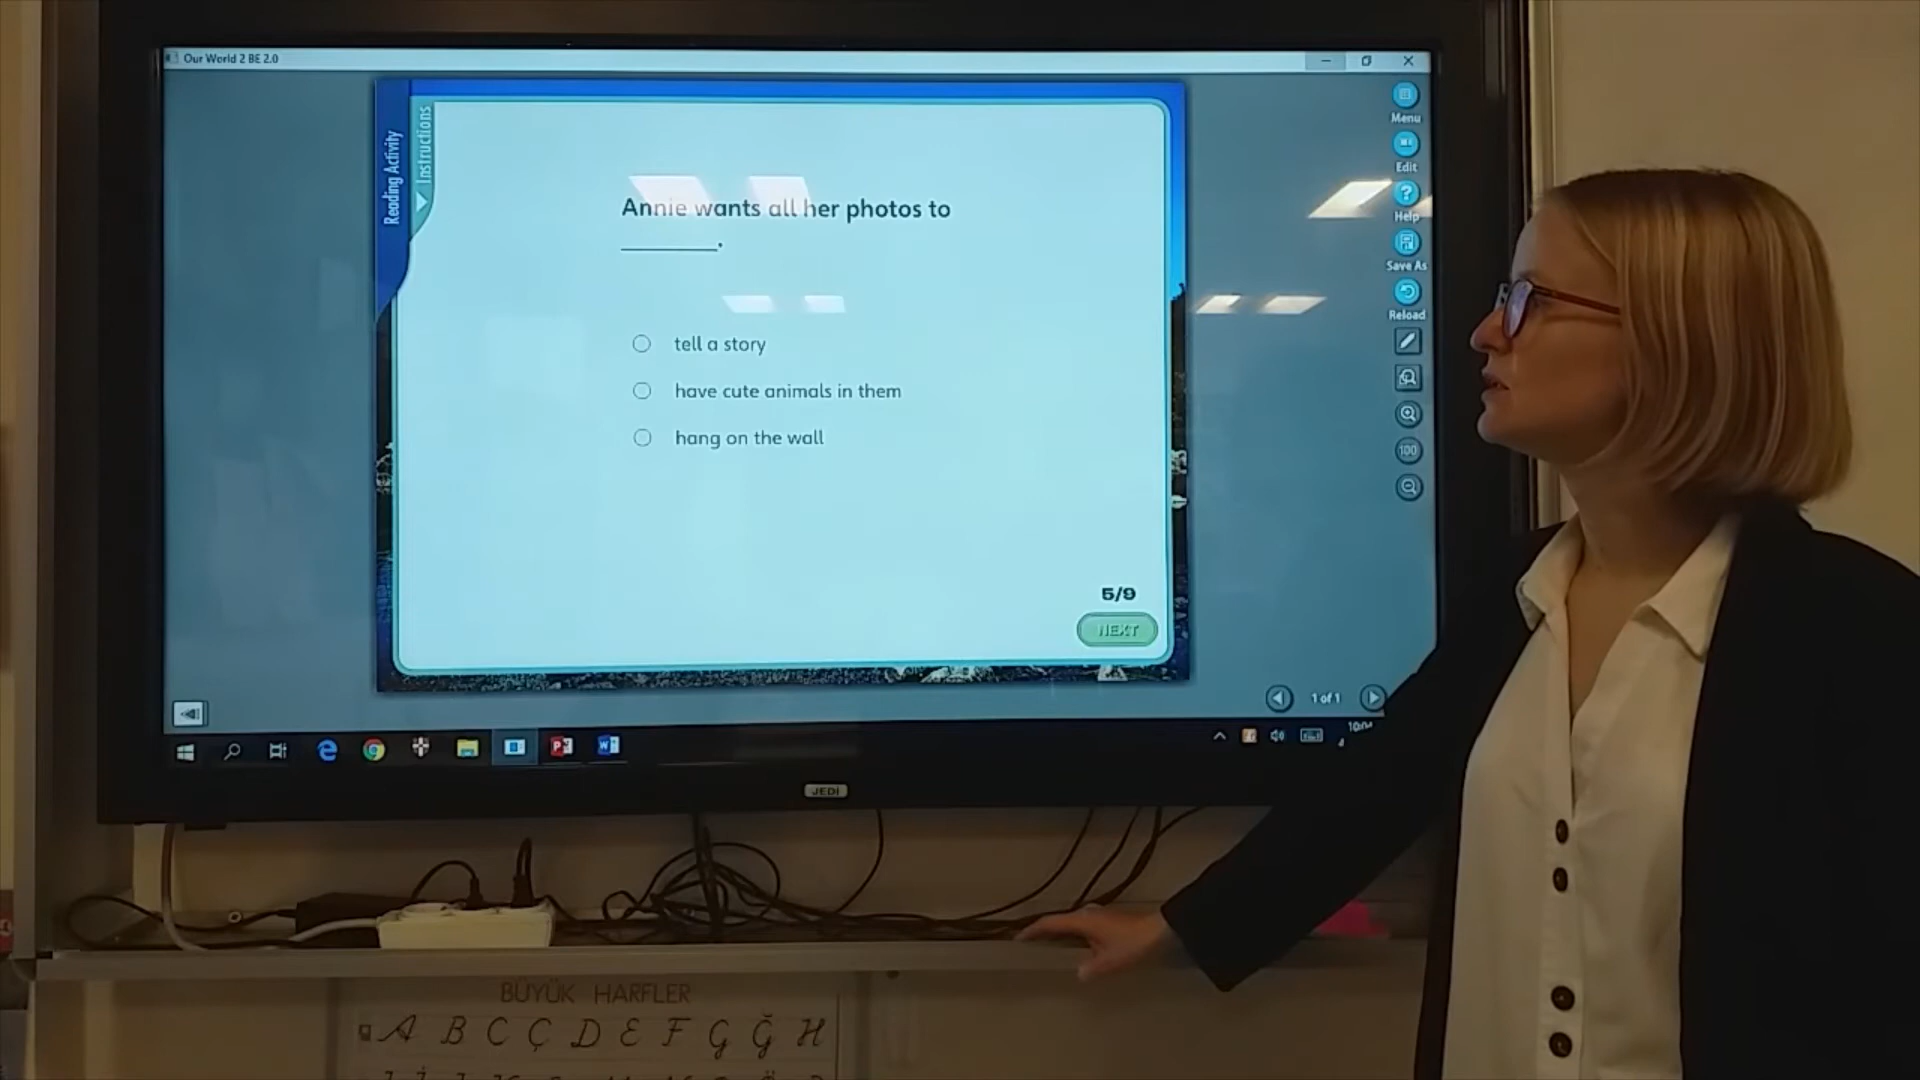 Our World 2 BE 2.0
Reading Activity
Instructions
Annie wants all her photos to
________.
tell a story
have cute animals in them
hang on the wall
5/9
NEXT
Menu
Edit
Help
Save As
Reload
100
1 of 1
10:04
JEDI
BÜYÜK HARFLER
A B C Ç D E F G Ğ H